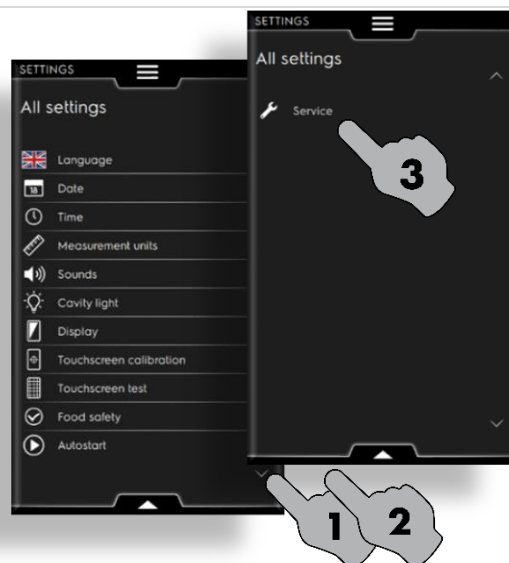 SETTINGS
All settings
Language
18 Date
Time
Measurement units
Sounds
Cavity light
Display
Touchscreen calibration
Touchscreen test
Food safety
Autostart
SETTINGS
All settings
Service
3
1
2